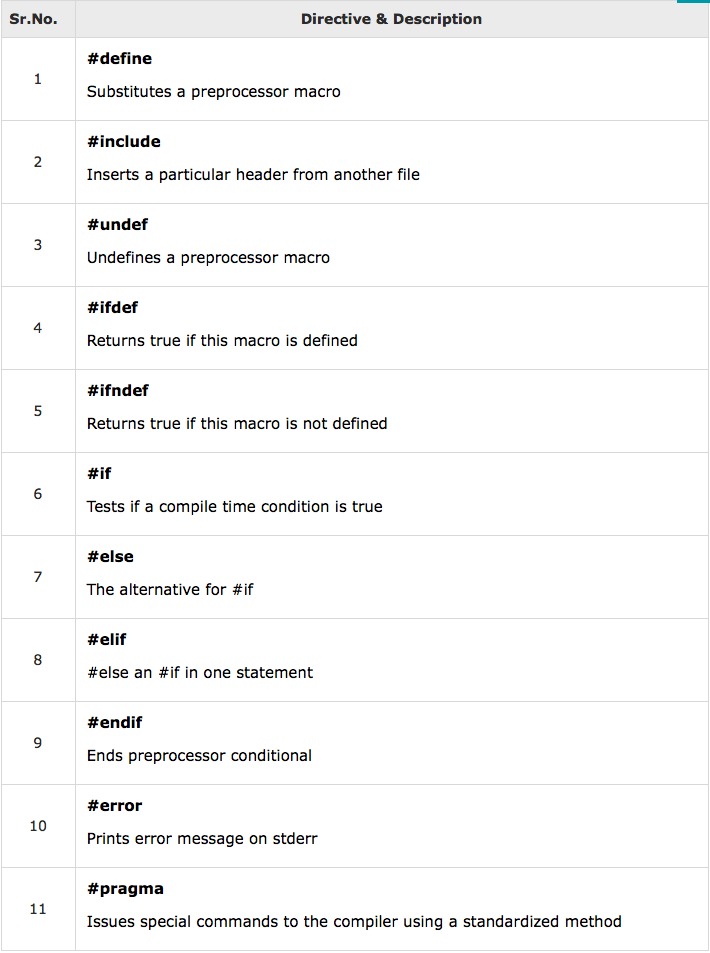 Sr.No. Directive & Description
1
#define
Substitutes a preprocessor macro
2
#include
Inserts a particular header from another file
3
#undef
Undefines a preprocessor macro
4
#ifdef
Returns true if this macro is defined
5
#ifndef
Returns true if this macro is not defined
6
#if
Tests if a compile time condition is true
7
#else
The alternative for #if
8
#elif
#else an #if in one statement
9
#endif
Ends preprocessor conditional
10
#error
Prints error message on stderr
11
#pragma
Issues special commands to the compiler using a standardized method